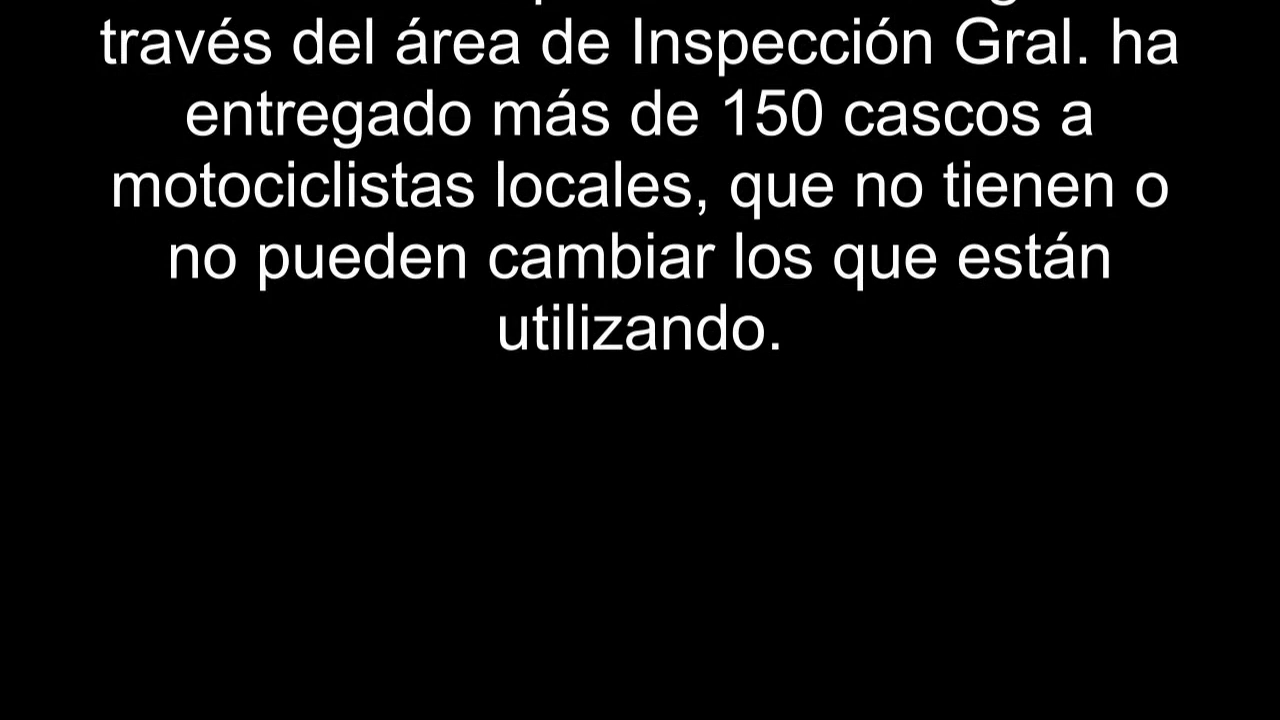 través del área de Inspección Gral. ha
entregado más de 150 cascos a
motociclistas locales, que no tienen o
no pueden cambiar los que están
utilizando.